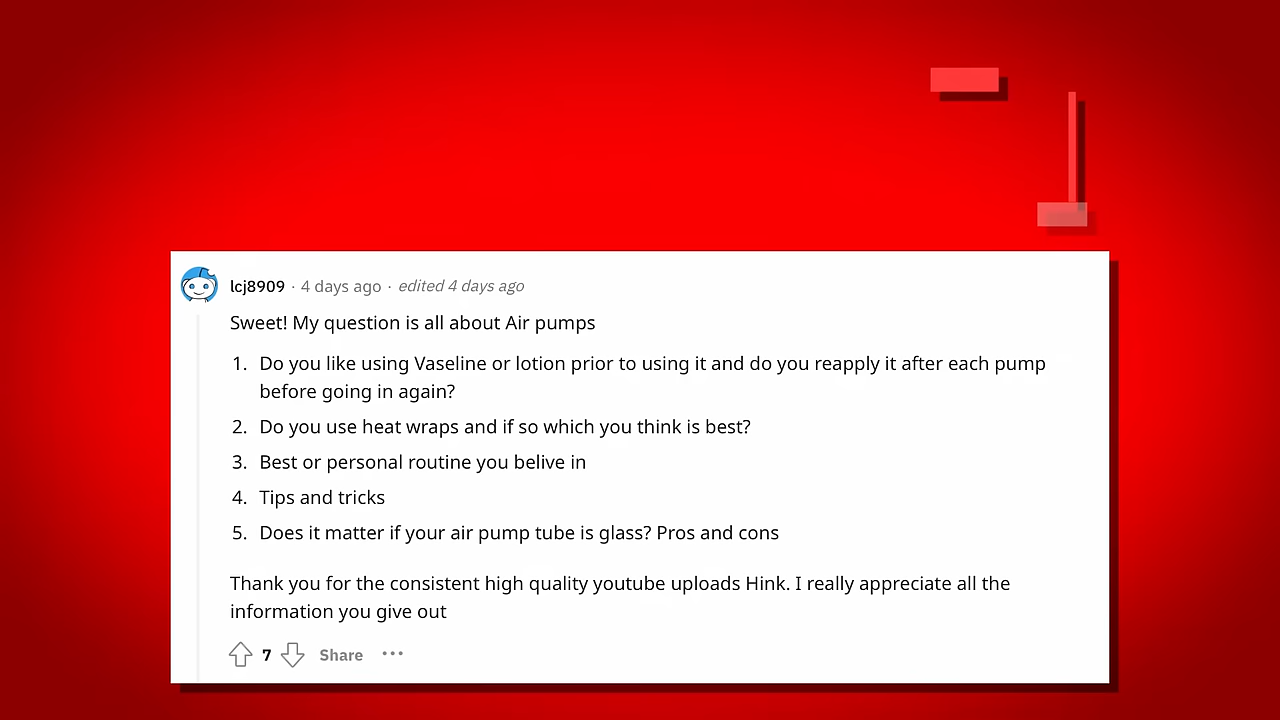 lcj8909 · 4 days ago · edited 4 days ago
Sweet! My question is all about Air pumps
1. Do you like using Vaseline or lotion prior to using it and do you reapply it after each pump
before going in again?
2. Do you use heat wraps and if so which you think is best?
3. Best or personal routine you belive in
4. Tips and tricks
5. Does it matter if your air pump tube is glass? Pros and cons
Thank you for the consistent high quality youtube uploads Hink. I really appreciate all the
information you give out
7 Share ···